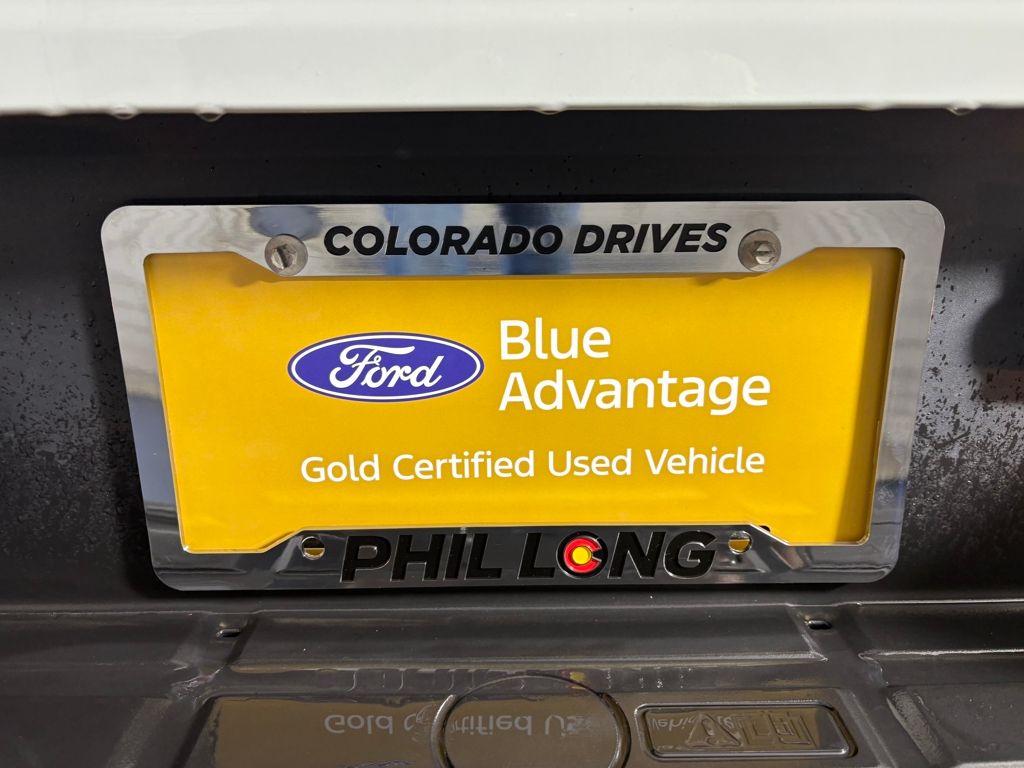 COLORADO DRIVES
Ford
Blue
Advantage
Gold Certified Used Vehicle
PHIL LONG